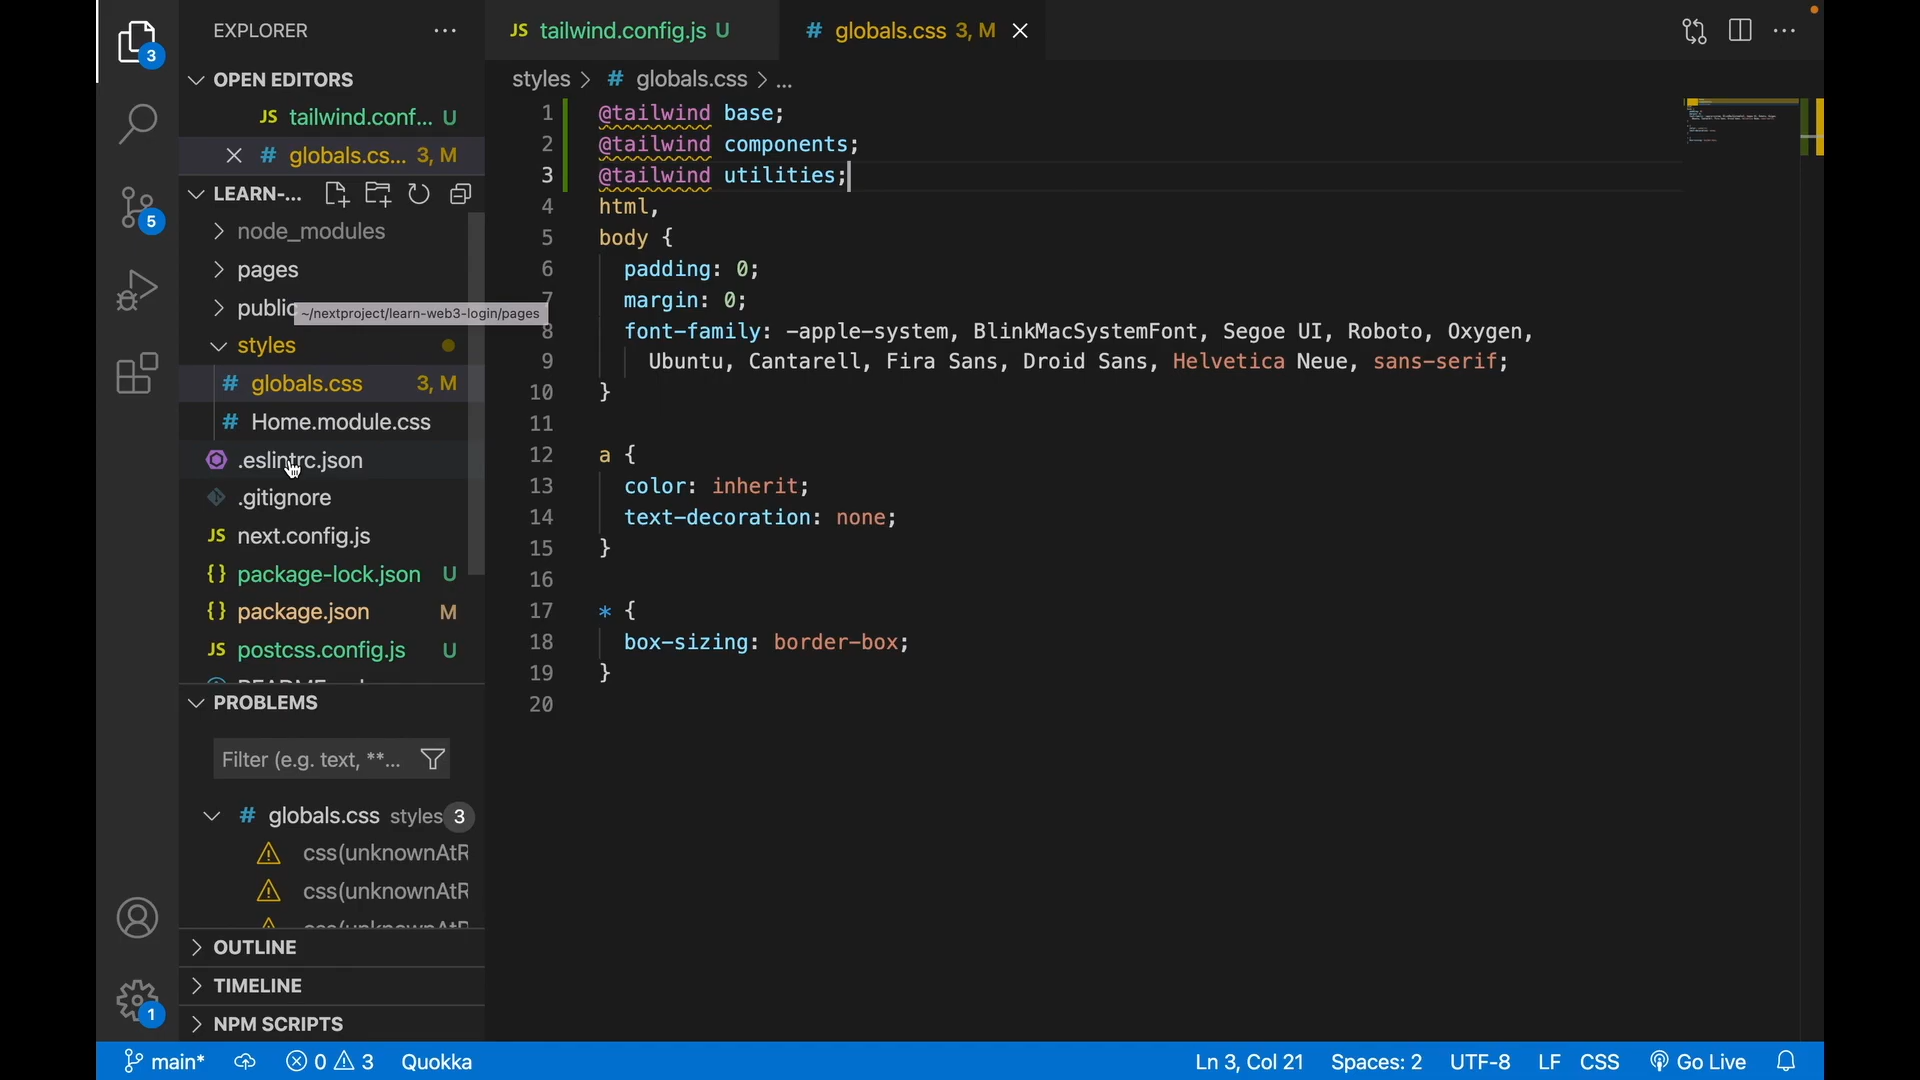 EXPLORER
OPEN EDITORS
JS tailwind.conf... U
# globals.cs... 3, M
LEARN-...
node_modules
pages
public
~/nextproject/learn-web3-login/pages
styles
# globals.css 3, M
# Home.module.css
.eslintrc.json
.gitignore
JS next.config.js
{} package-lock.json U
{} package.json M
JS postcss.config.js U
PROBLEMS
Filter (e.g. text, **...
# globals.css styles 3
css(unknownAtR
css(unknownAtR
css(unknownAtR
OUTLINE
TIMELINE
NPM SCRIPTS
3
5
1
JS tailwind.config.js U
# globals.css 3, M
styles > # globals.css > ...
1 @tailwind base;
2 @tailwind components;
3 @tailwind utilities;
4 html,
5 body {
6 padding: 0;
7 margin: 0;
8 font-family: -apple-system, BlinkMacSystemFont, Segoe UI, Roboto, Oxygen,
9 Ubuntu, Cantarell, Fira Sans, Droid Sans, Helvetica Neue, sans-serif;
10 }
11
12 a {
13 color: inherit;
14 text-decoration: none;
15 }
16
17 * {
18 box-sizing: border-box;
19 }
20
main* 0 3 Quokka Ln 3, Col 21 Spaces: 2 UTF-8 LF CSS Go Live